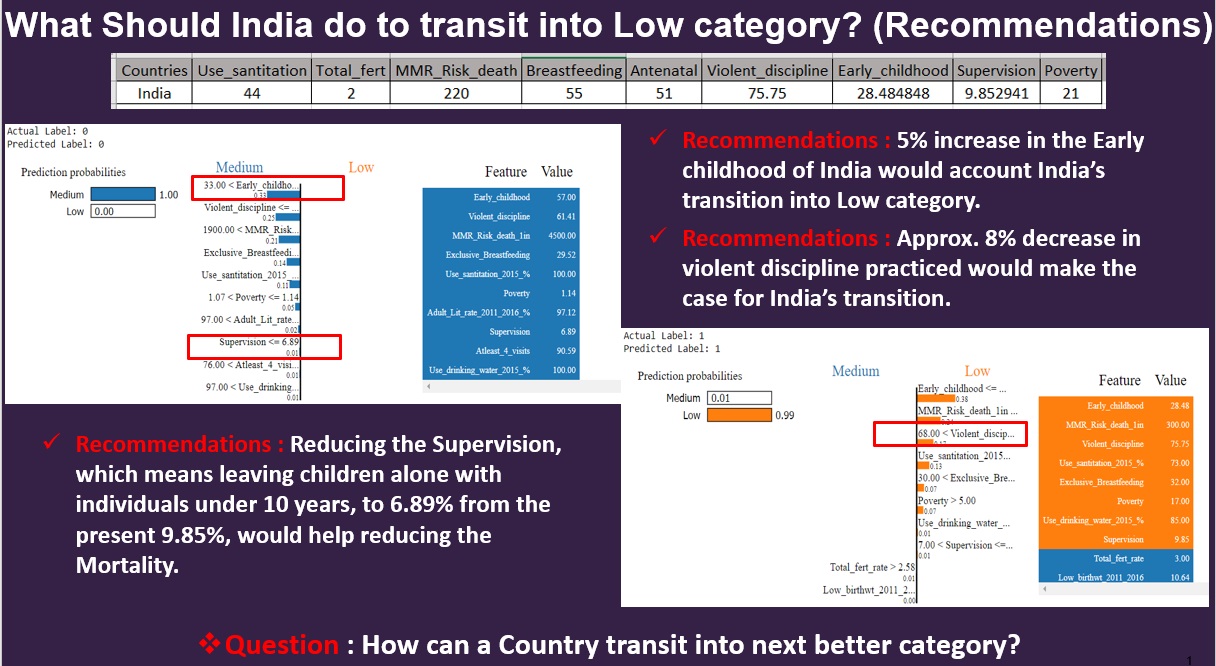 What Should India do to transit into Low category? (Recommendations)
Countries Use_santitation Total_fert MMR_Risk_death Breastfeeding Antenatal Violent_discipline Early_childhood Supervision Poverty
India 44 2 220 55 51 75.75 28.484848 9.852941 21
Actual Label: 0
Predicted Label: 0
Prediction probabilities
Medium 1.00
Low 0.00
Medium Low
33.00 < Early_childho...
0.33
Violent_discipline <= ...
0.25
1900.00 < MMR_Risk...
0.21
Exclusive_Breastfeedi...
0.14
Use_santitation_2015_...
0.11
1.07 < Poverty <= 1.14
0.05
97.00 < Adult_Lit_rate...
0.02
Supervision <= 6.89
0.01
76.00 < Atleast_4_visi...
0.01
97.00 < Use_drinking...
0.01
Feature Value
Early_childhood 57.00
Violent_discipline 61.41
MMR_Risk_death_1in 4500.00
Exclusive_Breastfeeding 29.52
Use_santitation_2015_% 100.00
Poverty 1.14
Adult_Lit_rate_2011_2016_% 97.12
Supervision 6.89
Atleast_4_visits 90.59
Use_drinking_water_2015_% 100.00
✓ Recommendations : 5% increase in the Early
childhood of India would account India's
transition into Low category.
✓ Recommendations : Approx. 8% decrease in
violent discipline practiced would make the
case for India's transition.
✓ Recommendations : Reducing the Supervision,
which means leaving children alone with
individuals under 10 years, to 6.89% from the
present 9.85%, would help reducing the
Mortality.
Actual Label: 1
Predicted Label: 1
Prediction probabilities
Medium 0.01
Low 0.99
Medium Low
Early_childhood <= ...
0.38
MMR_Risk_death_1in ...
68.00 < Violent_discip...
Use_santitation_2015...
0.13
30.00 < Exclusive_Bre...
0.07
Poverty > 5.00
0.07
Use_drinking_water_...
0.01
7.00 < Supervision <=...
0.01
Total_fert_rate > 2.58
0.01
Low_birthwt_2011_2...
0.00
Feature Value
Early_childhood 28.48
MMR_Risk_death_1in 300.00
Violent_discipline 75.75
Use_santitation_2015_% 73.00
Exclusive_Breastfeeding 32.00
Poverty 17.00
Use_drinking_water_2015_% 85.00
Supervision 9.85
Total_fert_rate 3.00
Low_birthwt_2011_2016 10.64
❖ Question : How can a Country transit into next better category?
1